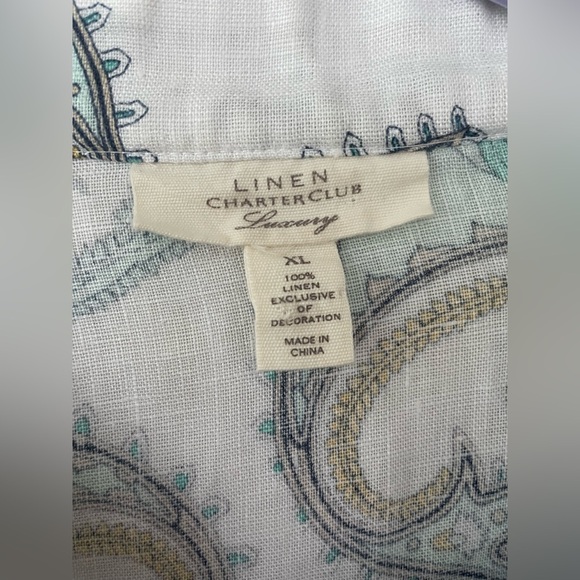 LINEN
CHARTER CLUB
Luxury
XL
100%
LINEN
EXCLUSIVE
OF
DECORATION
MADE IN
CHINA